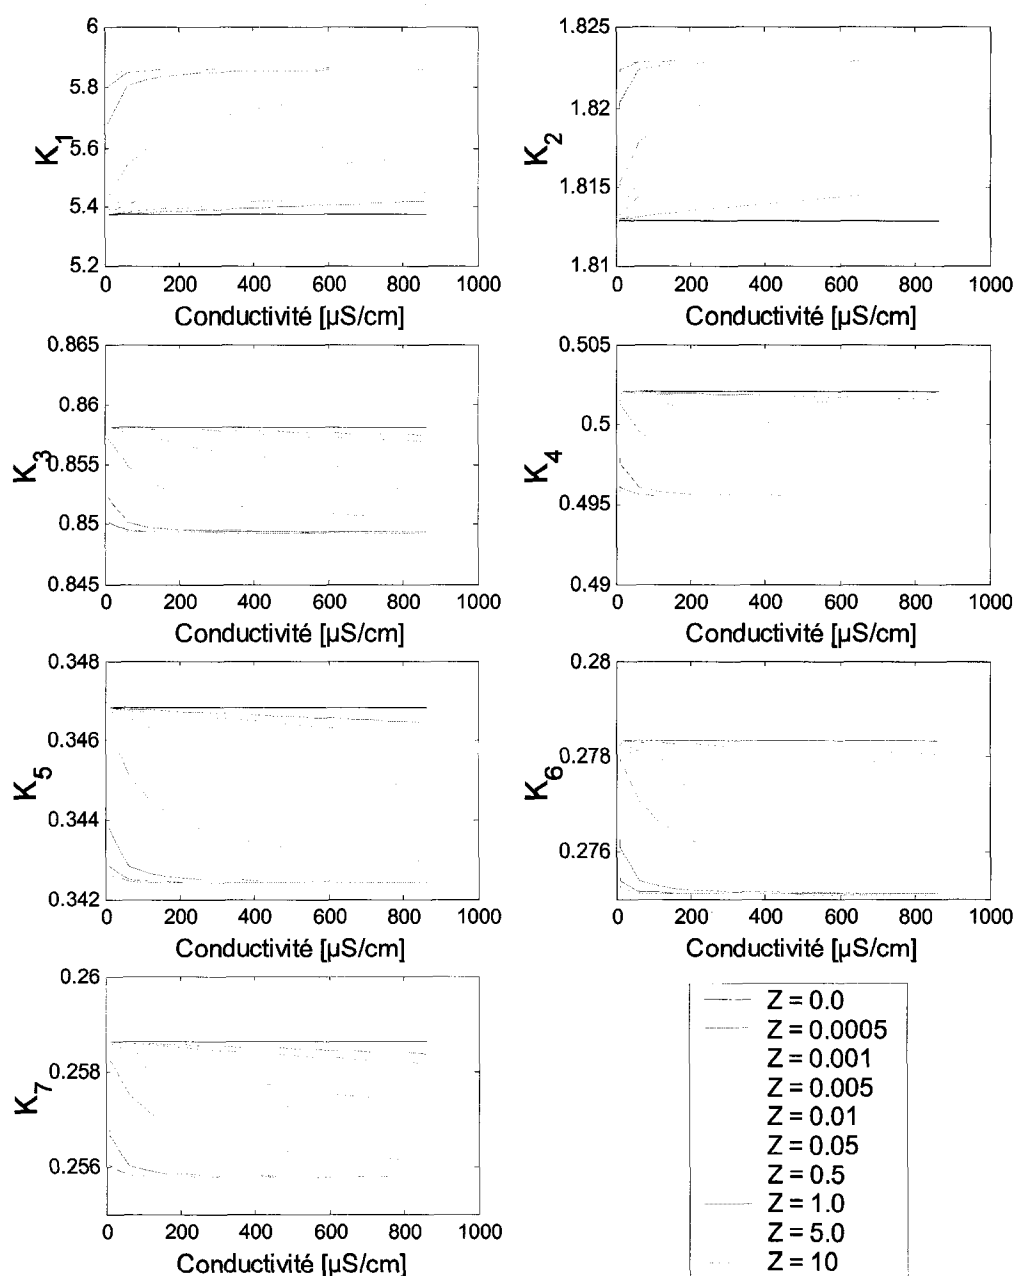 6
5.8
5.6
5.4
5.2
K1
0 200 400 600 800 1000
Conductivité [µS/cm]
1.825
1.82
1.815
1.81
K2
0 200 400 600 800 1000
Conductivité [µS/cm]
0.865
0.86
0.855
0.85
0.845
K3
0 200 400 600 800 1000
Conductivité [µS/cm]
0.505
0.5
0.495
0.49
K4
0 200 400 600 800 1000
Conductivité [µS/cm]
0.348
0.346
0.344
0.342
K5
0 200 400 600 800 1000
Conductivité [µS/cm]
0.28
0.278
0.276
K6
0 200 400 600 800 1000
Conductivité [µS/cm]
0.26
0.258
0.256
K7
0 200 400 600 800 1000
Conductivité [µS/cm]
Z = 0.0
Z = 0.0005
Z = 0.001
Z = 0.005
Z = 0.01
Z = 0.05
Z = 0.5
Z = 1.0
Z = 5.0
Z = 10